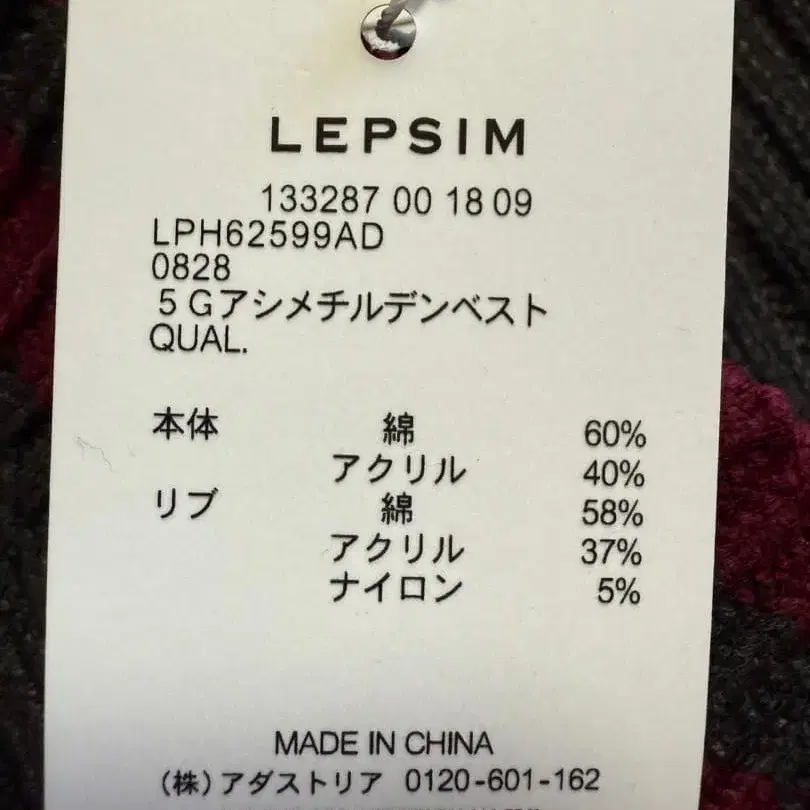 LEPSIM
133287 00 18 09
LPH62599AD
0828
5Gアシメチルデンベスト
QUAL.
本体 綿 60%
アクリル 40%
リブ 綿 58%
アクリル 37%
ナイロン 5%
MADE IN CHINA
(株)アダストリア 0120-601-162